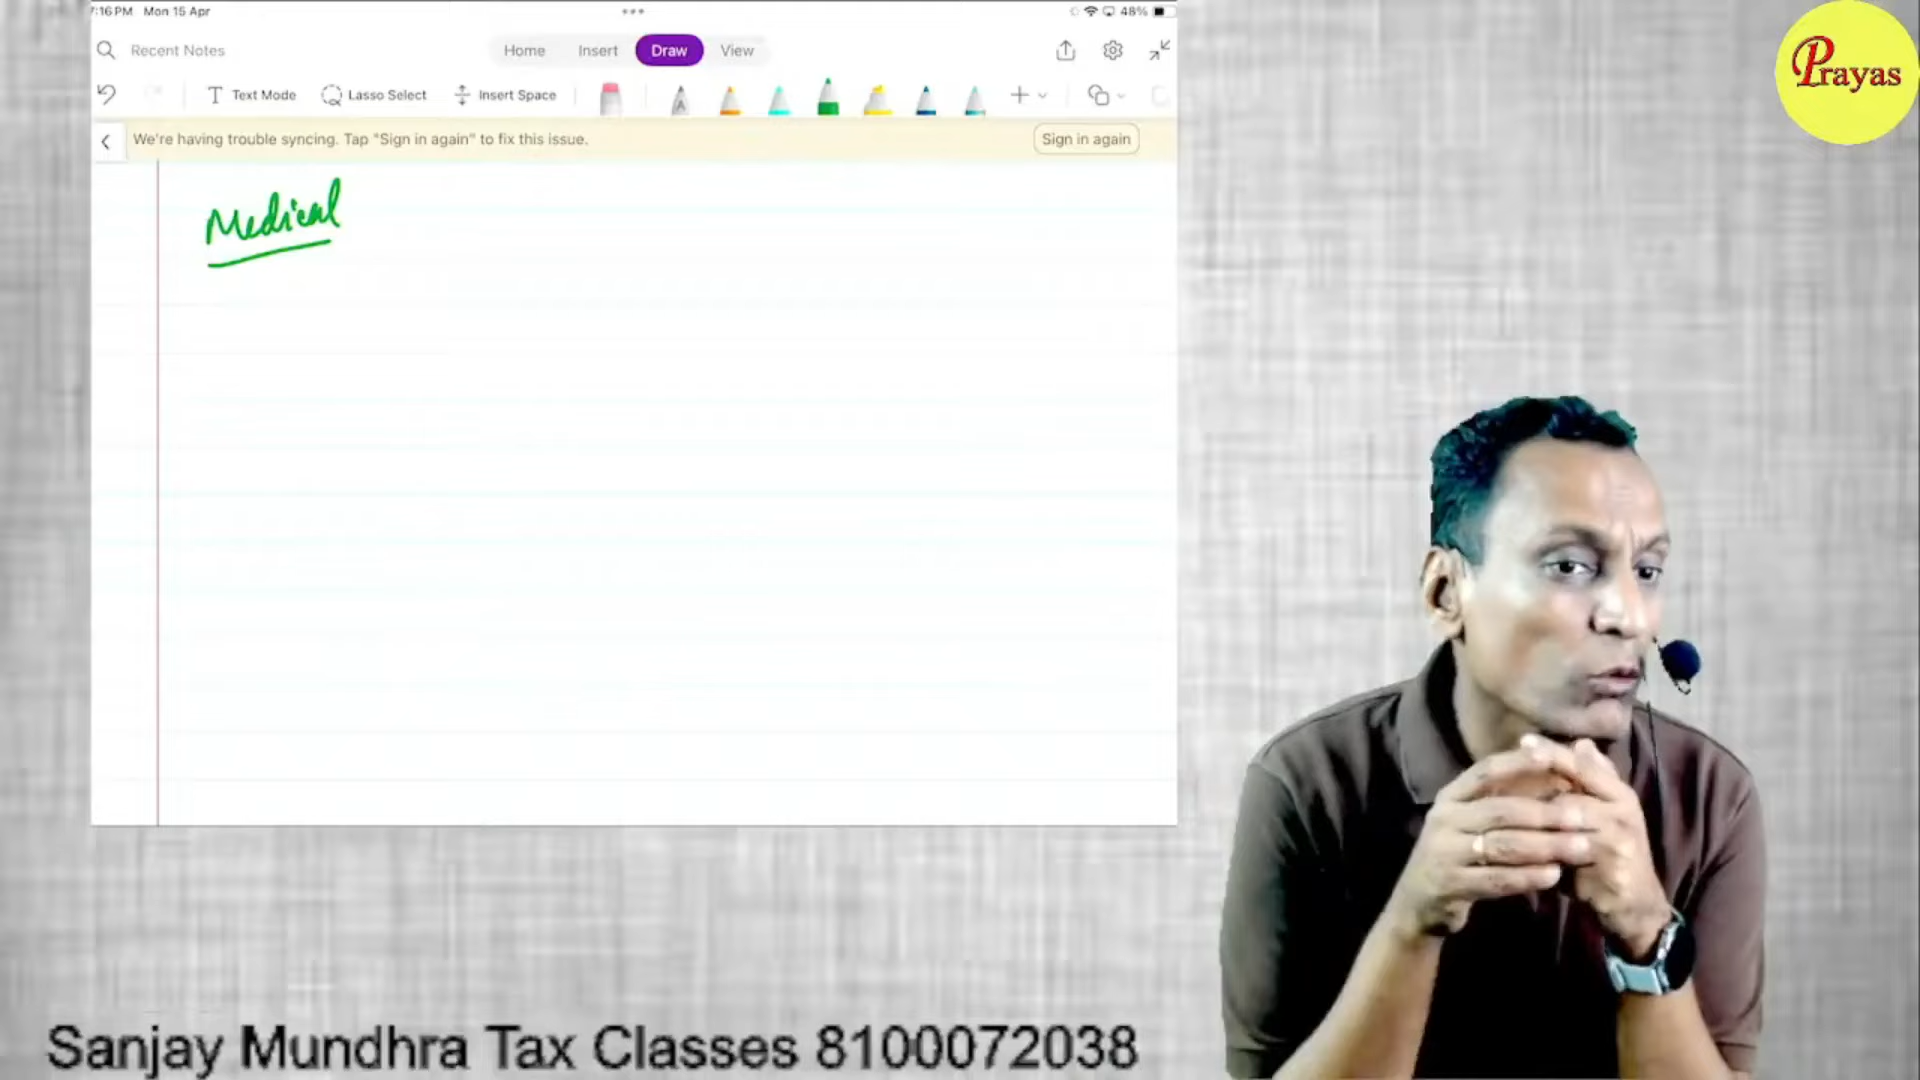 7:16 PM Mon 15 Apr
48%
Recent Notes
Home Insert Draw View
Text Mode Lasso Select Insert Space
We're having trouble syncing. Tap "Sign in again" to fix this issue.
Sign in again
Medical
Prayas
Sanjay Mundhra Tax Classes 8100072038